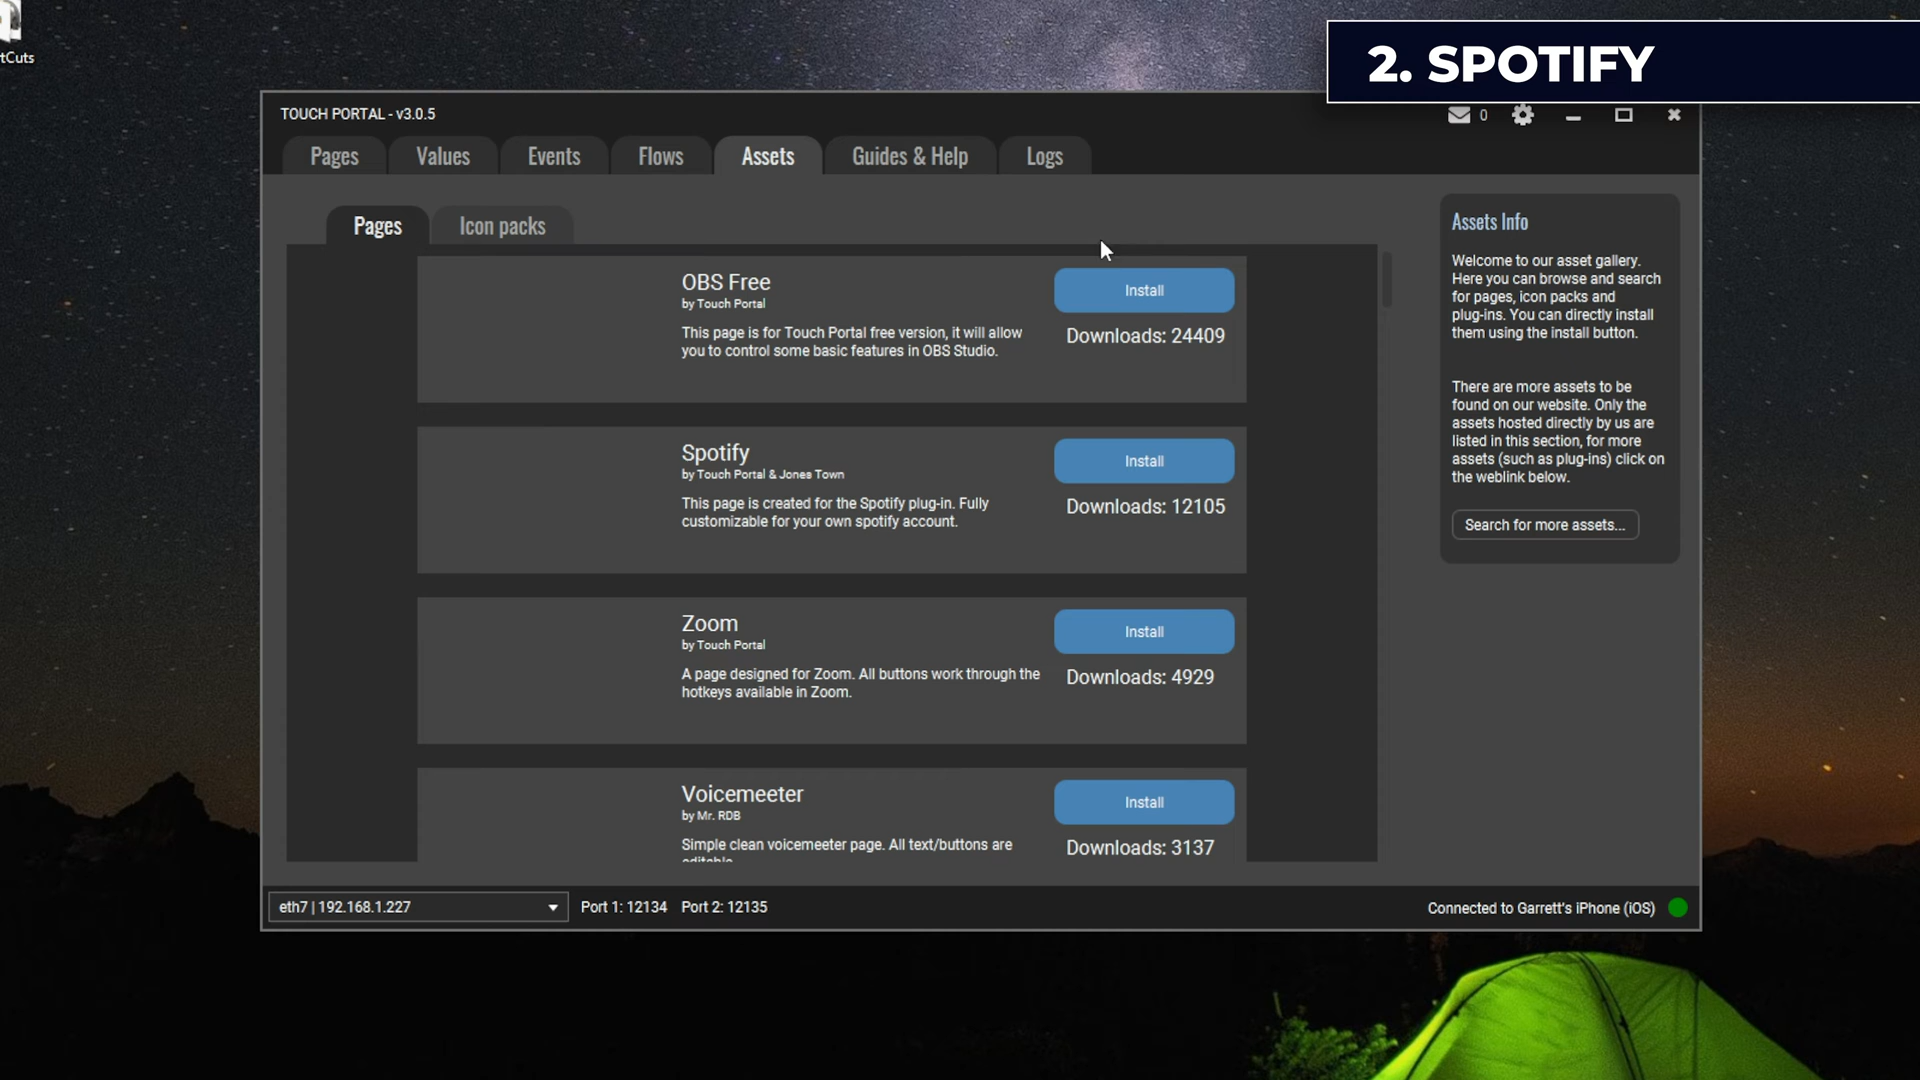 tCuts
2. SPOTIFY
TOUCH PORTAL - v3.0.5
0
Pages
Values
Events
Flows
Assets
Guides & Help
Logs
Pages
Icon packs
OBS Free
by Touch Portal
This page is for Touch Portal free version, it will allow
you to control some basic features in OBS Studio.
Install
Downloads: 24409
Spotify
by Touch Portal & Jones Town
This page is created for the Spotify plug-in. Fully
customizable for your own spotify account.
Install
Downloads: 12105
Zoom
by Touch Portal
A page designed for Zoom. All buttons work through the
hotkeys available in Zoom.
Install
Downloads: 4929
Voicemeeter
by Mr. RDB
Simple clean voicemeeter page. All text/buttons are
editable.
Install
Downloads: 3137
Assets Info
Welcome to our asset gallery.
Here you can browse and search
for pages, icon packs and
plug-ins. You can directly install
them using the install button.
There are more assets to be
found on our website. Only the
assets hosted directly by us are
listed in this section, for more
assets (such as plug-ins) click on
the weblink below.
Search for more assets...
eth7 | 192.168.1.227
Port 1: 12134
Port 2: 12135
Connected to Garrett's iPhone (iOS)